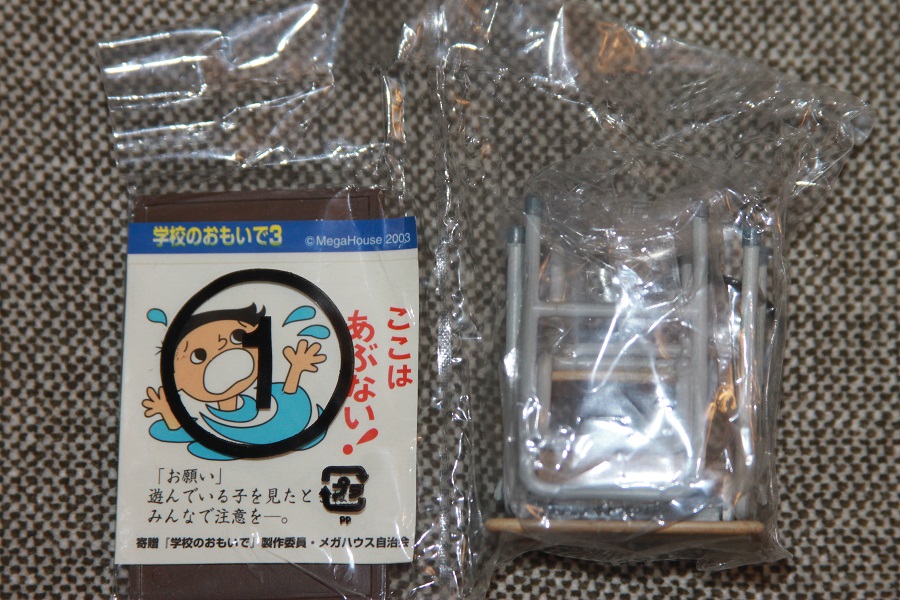 学校のおもいで3
©MegaHouse 2003
1
ここは
あぶない!
「お願い」
遊んでいる子を見たと
みんなで注意を―。
プ
PP
寄贈「学校のおもいで」製作委員・メガハウス自治会